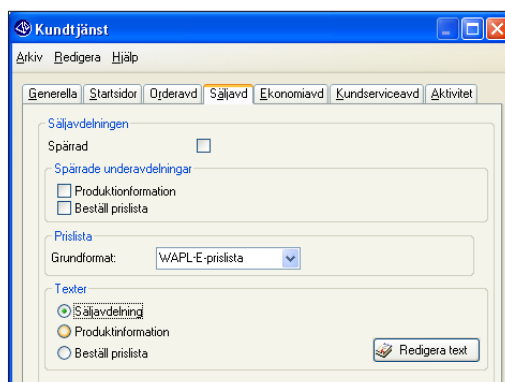 Kundtjänst
Arkiv Redigera Hjälp
Generella Startsidor Orderavd Säljavd Ekonomiavd Kundserviceavd Aktivitet
Säljavdelningen
Spärrad
Spärrade underavdelningar
Produktionformation
Beställ prislista
Prislista
Grundformat: WAPL-E-prislista
Texter
Säljavdelning
Produktinformation
Beställ prislista
Redigera text